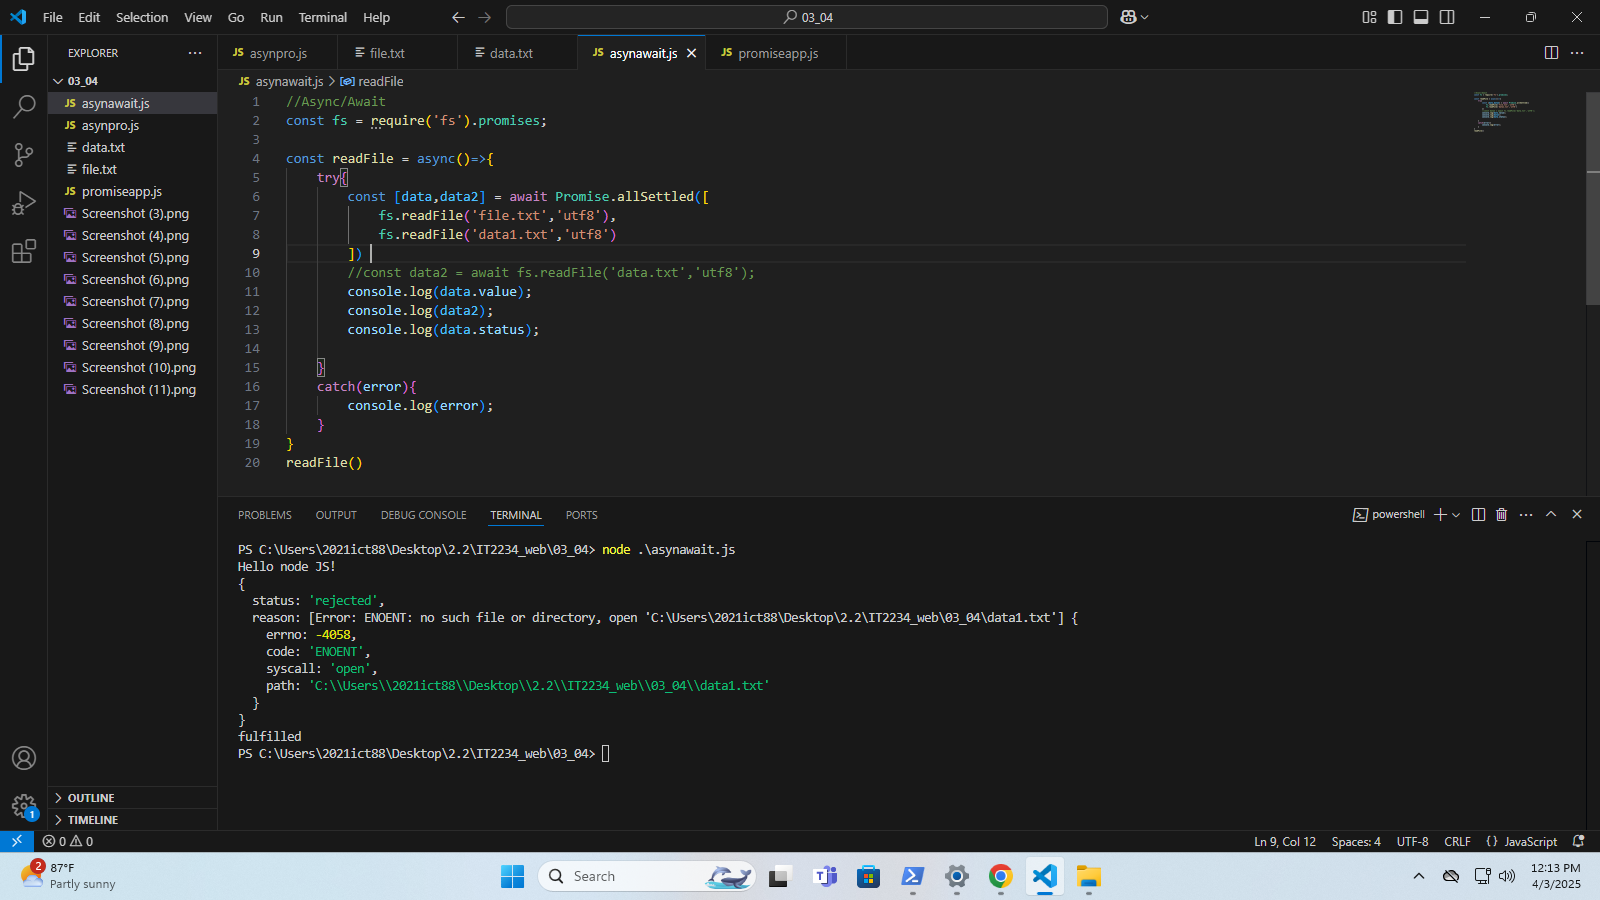 File Edit Selection View Go Run Terminal Help
03_04
EXPLORER
03_04
JS asynawait.js
JS asynpro.js
data.txt
file.txt
JS promiseapp.js
Screenshot (3).png
Screenshot (4).png
Screenshot (5).png
Screenshot (6).png
Screenshot (7).png
Screenshot (8).png
Screenshot (9).png
Screenshot (10).png
Screenshot (11).png
OUTLINE
TIMELINE
JS asynpro.js file.txt data.txt JS asynawait.js JS promiseapp.js
JS asynawait.js > readFile
1 //Async/Await
2 const fs = require('fs').promises;
3
4 const readFile = async()=>{
5 try{
6 const [data,data2] = await Promise.allSettled([
7 fs.readFile('file.txt','utf8'),
8 fs.readFile('data1.txt','utf8')
9 ])
10 //const data2 = await fs.readFile('data.txt','utf8');
11 console.log(data.value);
12 console.log(data2);
13 console.log(data.status);
14
15 }
16 catch(error){
17 console.log(error);
18 }
19 }
20 readFile()
PROBLEMS OUTPUT DEBUG CONSOLE TERMINAL PORTS
powershell
PS C:\Users\2021ict88\Desktop\2.2\IT2234_web\03_04> node .\asynawait.js
Hello node JS!
{
status: 'rejected',
reason: [Error: ENOENT: no such file or directory, open 'C:\Users\2021ict88\Desktop\2.2\IT2234_web\03_04\data1.txt'] {
errno: -4058,
code: 'ENOENT',
syscall: 'open',
path: 'C:\\Users\\2021ict88\\Desktop\\2.2\\IT2234_web\\03_04\\data1.txt'
}
}
fulfilled
PS C:\Users\2021ict88\Desktop\2.2\IT2234_web\03_04>
1
0 0
Ln 9, Col 12 Spaces: 4 UTF-8 CRLF {} JavaScript
2
87°F
Partly sunny
Search
12:13 PM
4/3/2025